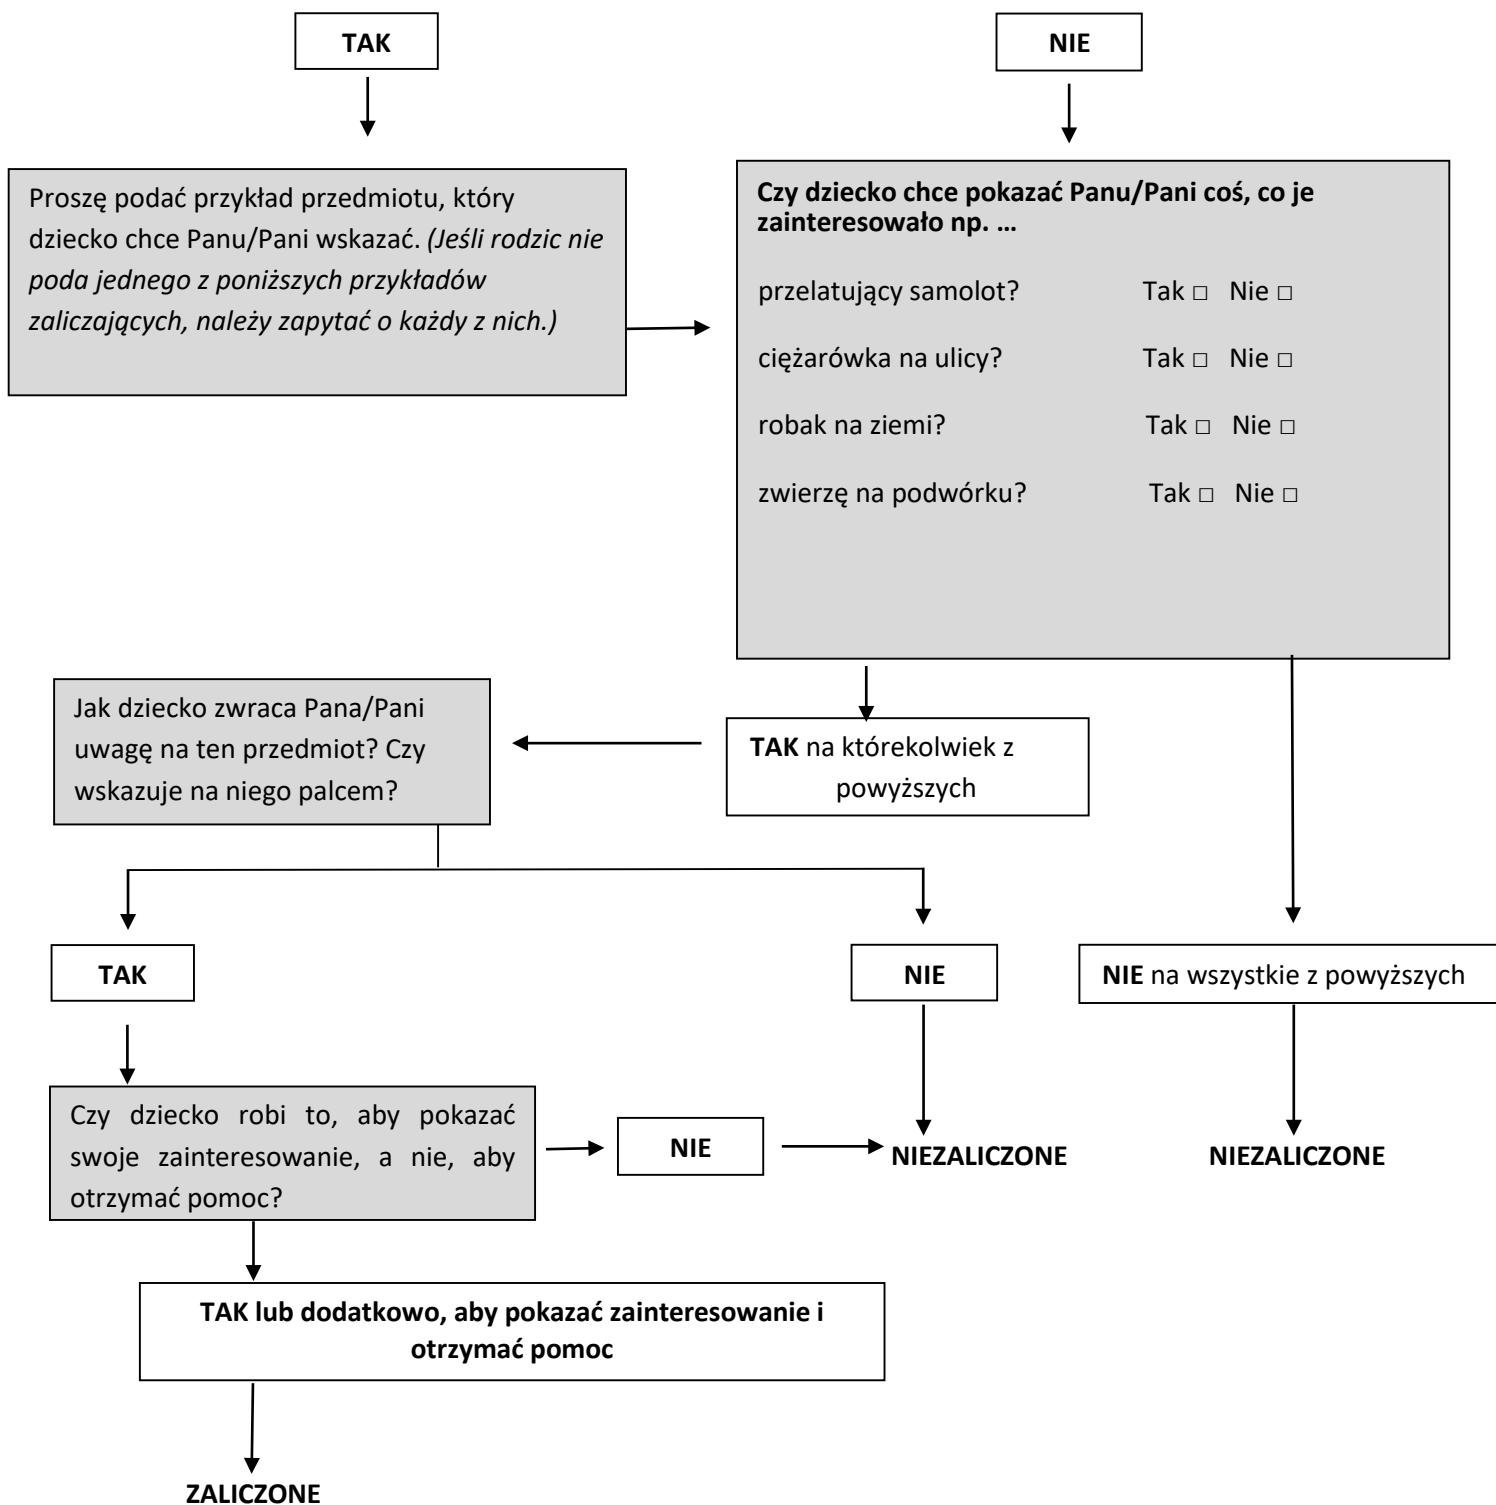 TAK
NIE
Proszę podać przykład przedmiotu, który
dziecko chce Panu/Pani wskazać. (Jeśli rodzic nie
poda jednego z poniższych przykładów
zaliczających, należy zapytać o każdy z nich.)
Czy dziecko chce pokazać Panu/Pani coś, co je
zainteresowało np. …
przelatujący samolot? Tak □ Nie □
ciężarówka na ulicy? Tak □ Nie □
robak na ziemi? Tak □ Nie □
zwierzę na podwórku? Tak □ Nie □
Jak dziecko zwraca Pana/Pani
uwagę na ten przedmiot? Czy
wskazuje na niego palcem?
TAK na którekolwiek z
powyższych
TAK
NIE
NIE na wszystkie z powyższych
Czy dziecko robi to, aby pokazać
swoje zainteresowanie, a nie, aby
otrzymać pomoc?
NIE
NIEZALICZONE
NIEZALICZONE
TAK lub dodatkowo, aby pokazać zainteresowanie i
otrzymać pomoc
ZALICZONE